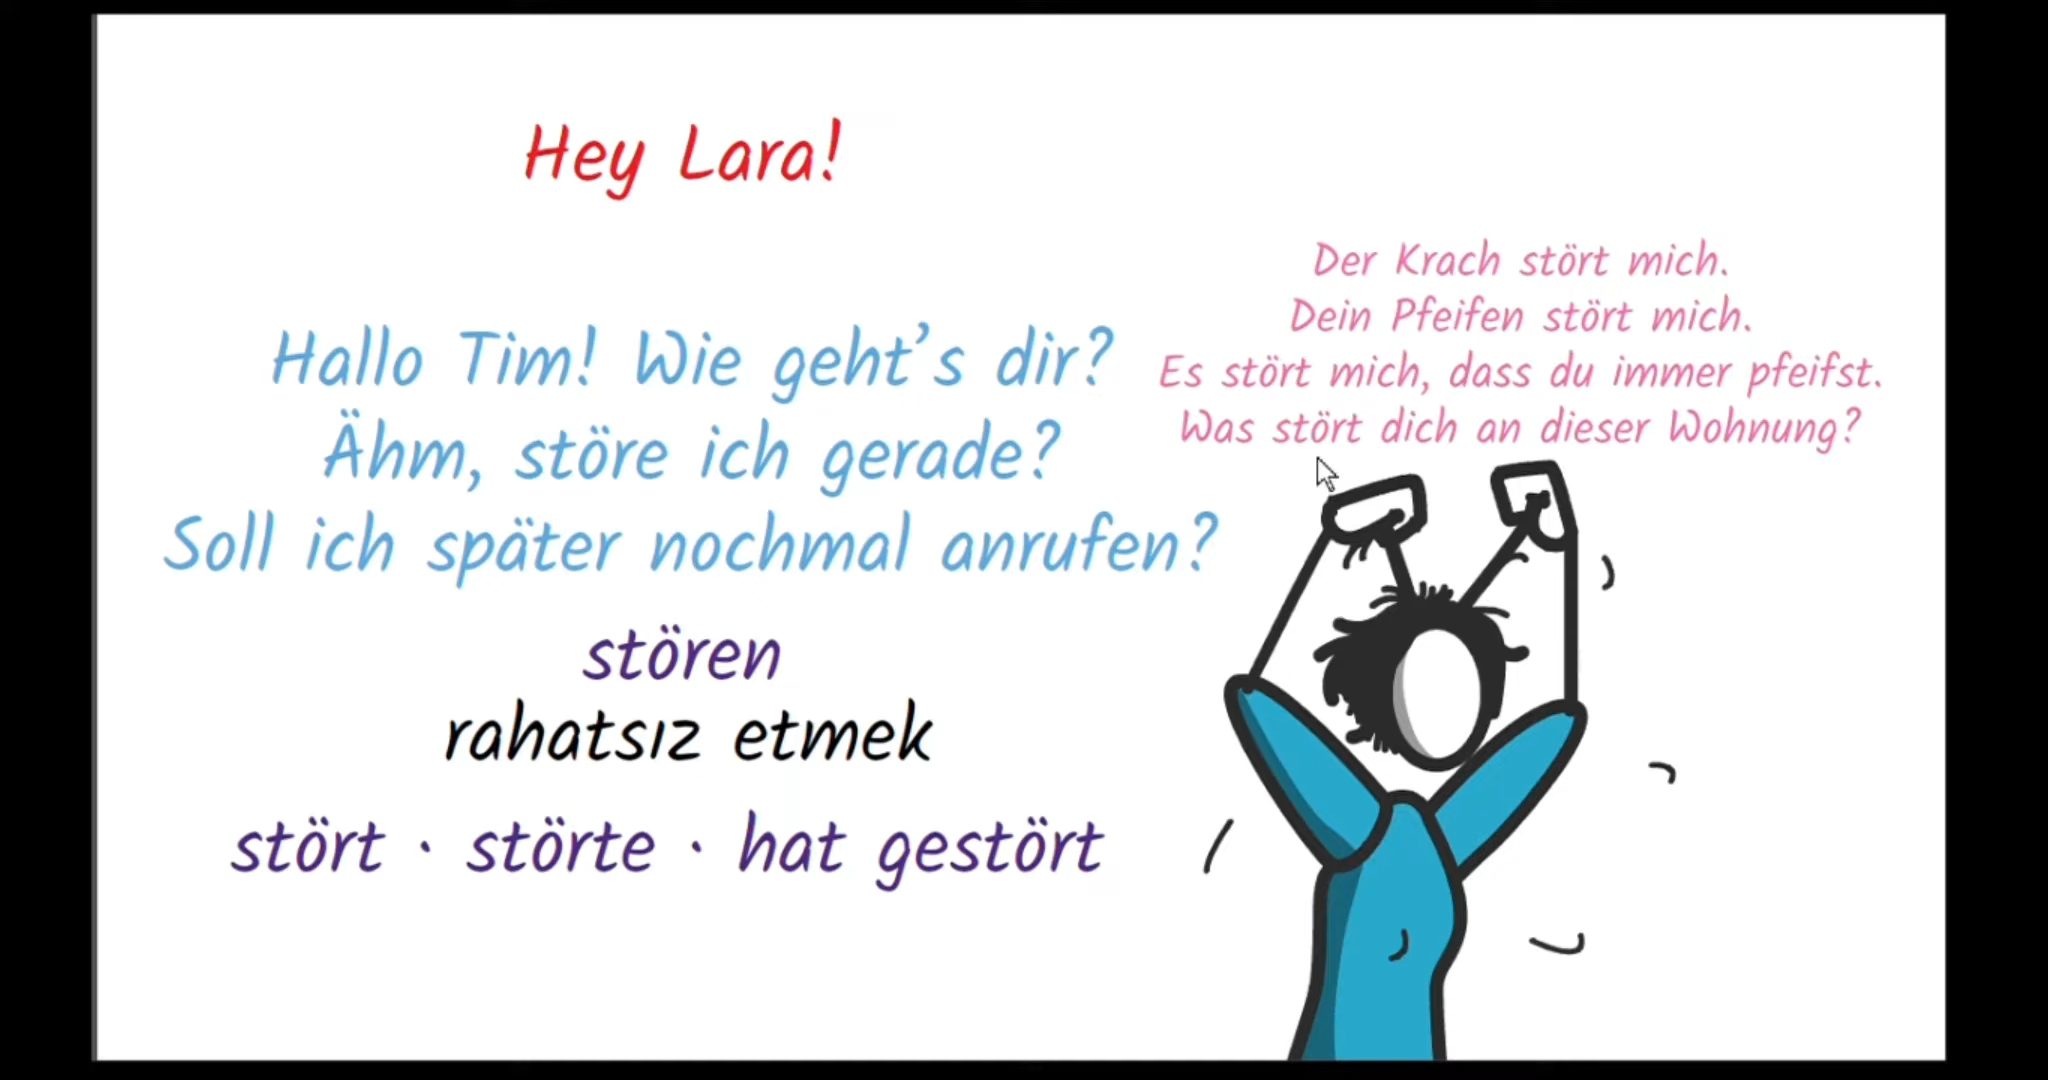 Hey Lara!
Hallo Tim! Wie geht's dir?
Ähm, störe ich gerade?
Soll ich später nochmal anrufen?
stören
rahatsız etmek
stört · störte · hat gestört
Der Krach stört mich.
Dein Pfeifen stört mich.
Es stört mich, dass du immer pfeifst.
Was stört dich an dieser Wohnung?